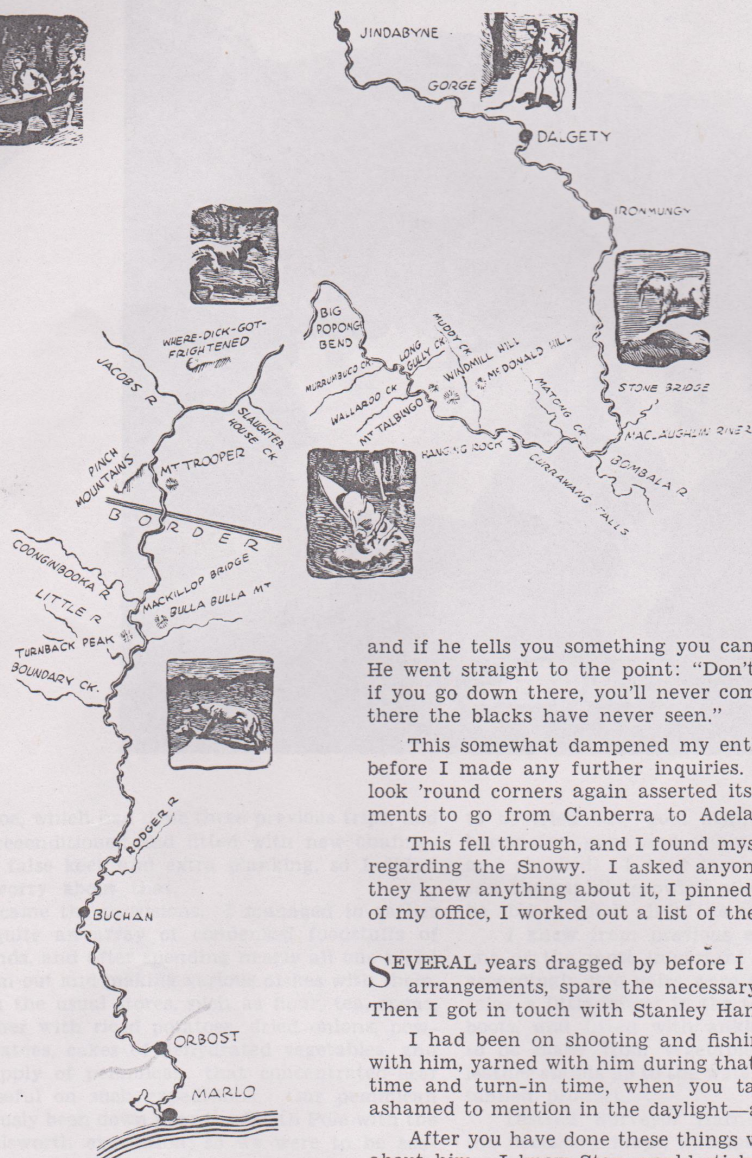 JINDABYNE
GORGE
DALGETY
IRONMUNGY
BIG
POPONG
BEND
WHERE-DICK-GOT-
FRIGHTENED
JACOBS R
MURRUMBUCO CK
LONG
GULLY CK
MUDDY CK
WINDMILL HILL
McDONALD HILL
WALLAROO CK
MT TALBINGO
MATONG CK
STONE BRIDGE
SLAUGHTER
HOUSE CK
HANGING ROCK
MACLAUGHLIN RIVER
CURRAWANG FALLS
BOMBALA R
PINCH
MOUNTAINS
MT TROOPER
BORDER
COONGINBOOKA R
MACKILLOP BRIDGE
LITTLE R
BULLA BULLA MT
TURNBACK PEAK
BOUNDARY CK.
RODGER R
BUCHAN
ORBOST
MARLO
and if he tells you something you can
He went straight to the point: “Don’t
if you go down there, you’ll never com
there the blacks have never seen.”
This somewhat dampened my ent
before I made any further inquiries.
look ’round corners again asserted its
ments to go from Canberra to Adela
This fell through, and I found mys
regarding the Snowy. I asked anyon
they knew anything about it, I pinned
of my office, I worked out a list of the
SEVERAL years dragged by before I
arrangements, spare the necessary
Then I got in touch with Stanley Han
I had been on shooting and fishin
with him, yarned with him during that
time and turn-in time, when you ta
ashamed to mention in the daylight—a
After you have done these things w